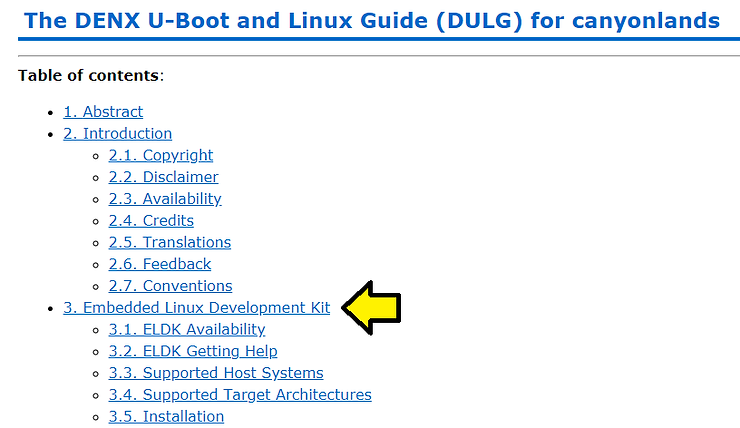 The DENX U-Boot and Linux Guide (DULG) for canyonlands
Table of contents:
1. Abstract
2. Introduction
2.1. Copyright
2.2. Disclaimer
2.3. Availability
2.4. Credits
2.5. Translations
2.6. Feedback
2.7. Conventions
3. Embedded Linux Development Kit
3.1. ELDK Availability
3.2. ELDK Getting Help
3.3. Supported Host Systems
3.4. Supported Target Architectures
3.5. Installation